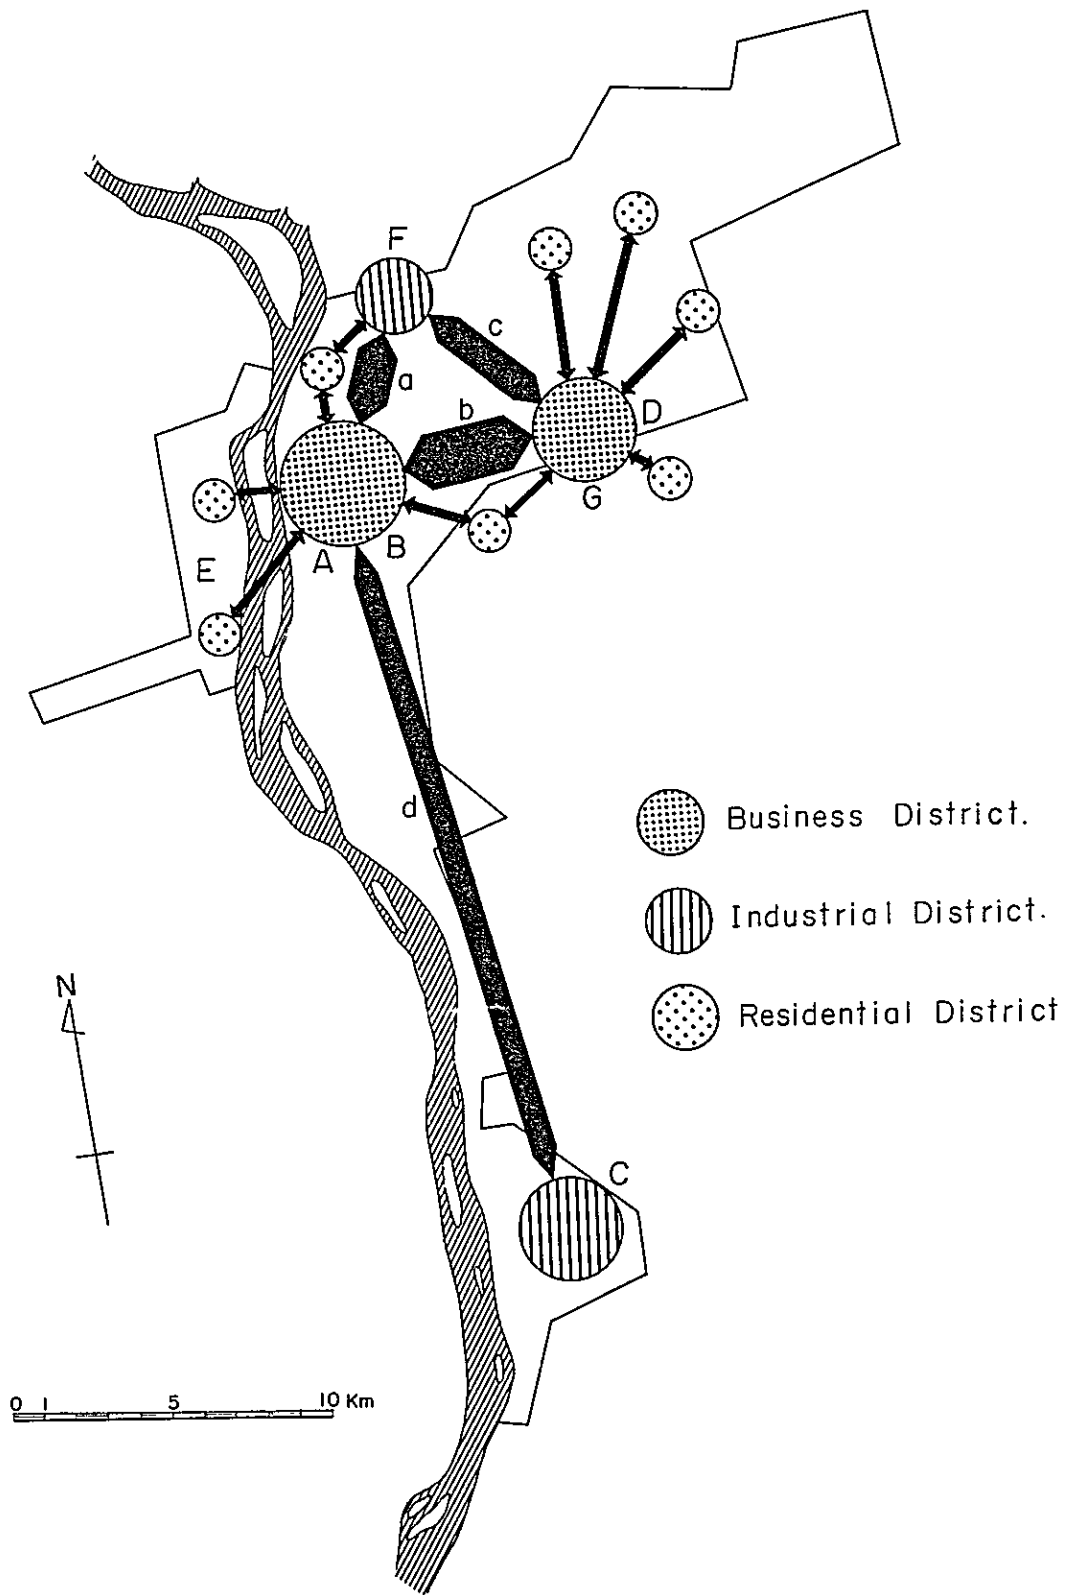 F
c
a
D
b
G
A
B
E
d
Business District.
Industrial District.
N
Residential District
C
0 1 5 10 Km